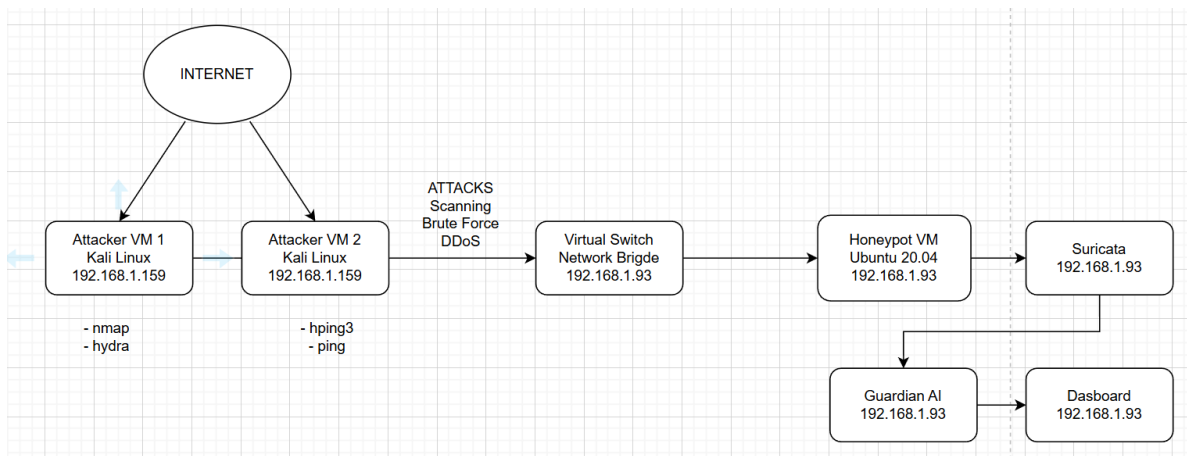 INTERNET
ATTACKS
Scanning
Brute Force
DDoS
Attacker VM 1
Kali Linux
192.168.1.159
Attacker VM 2
Kali Linux
192.168.1.159
Virtual Switch
Network Brigde
192.168.1.93
Honeypot VM
Ubuntu 20.04
192.168.1.93
Suricata
192.168.1.93
- nmap
- hydra
- hping3
- ping
Guardian AI
192.168.1.93
Dasboard
192.168.1.93